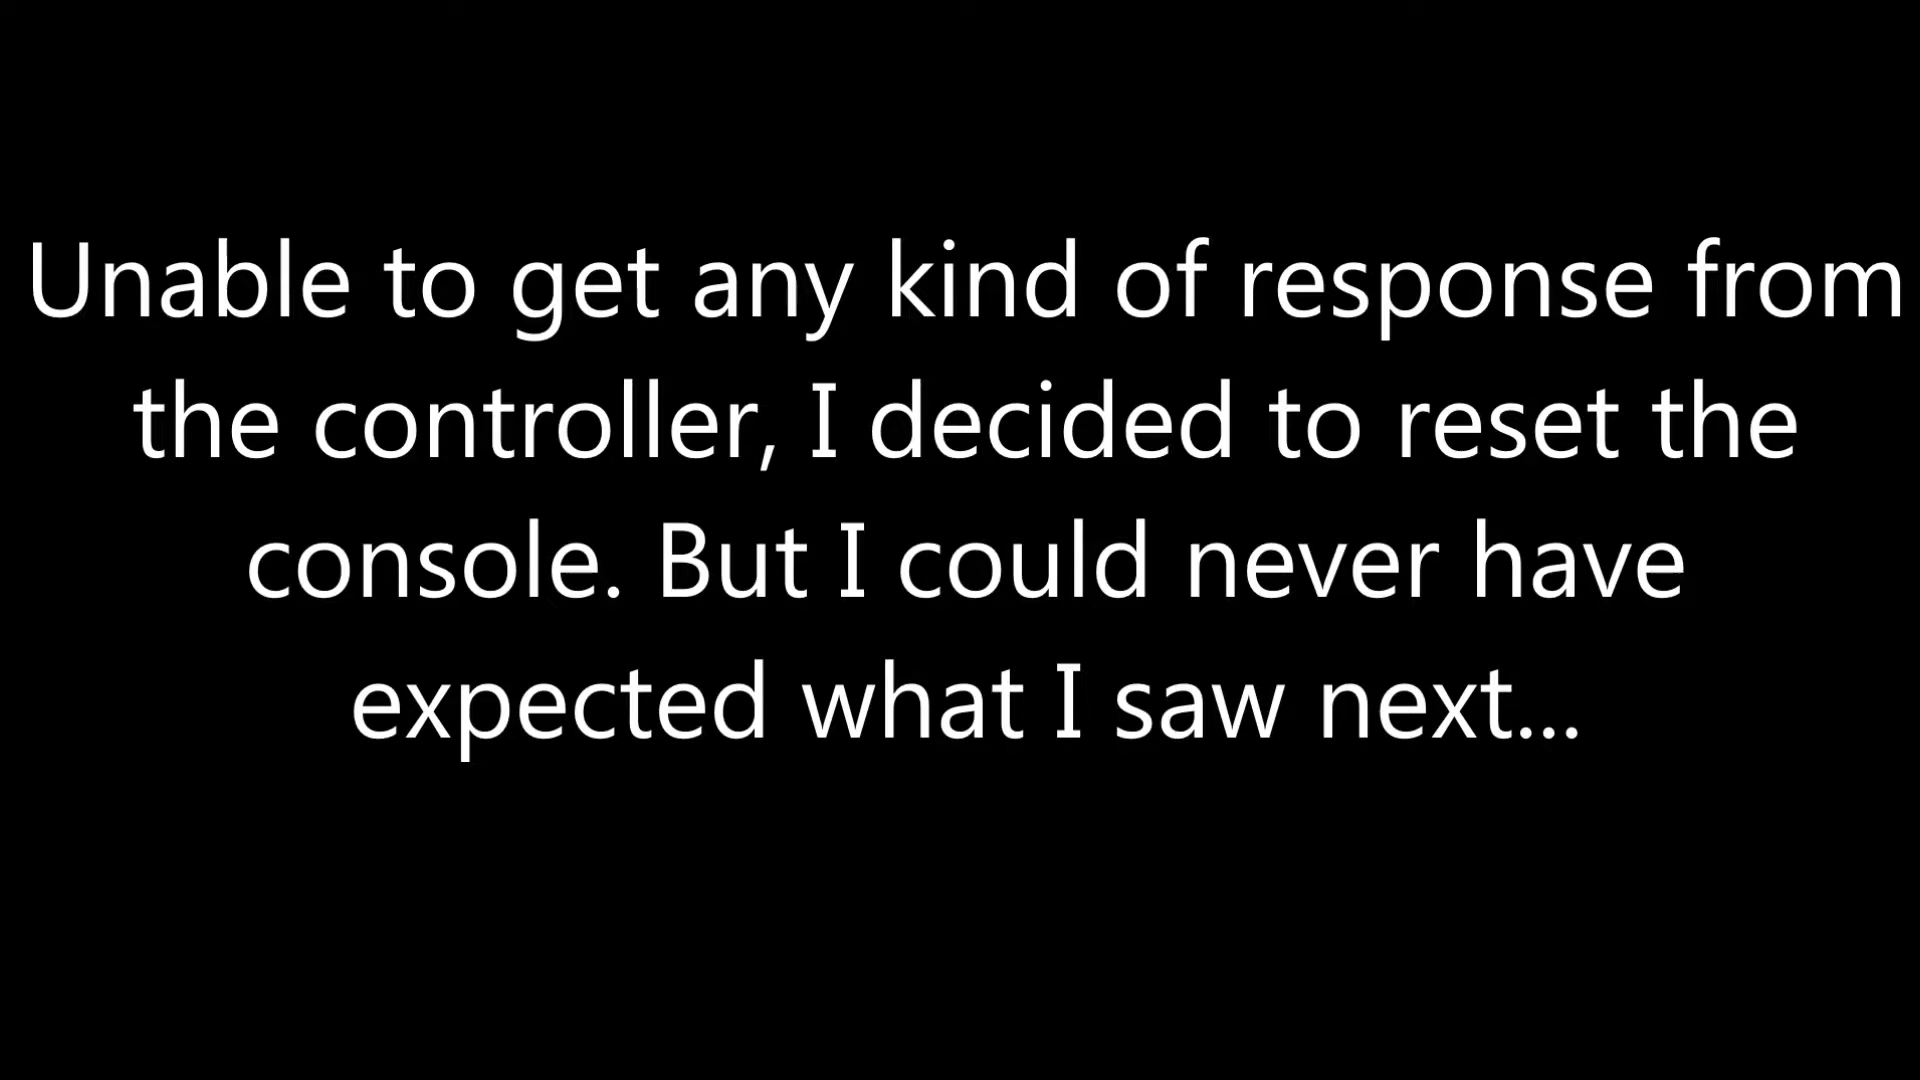 Unable to get any kind of response from
the controller, I decided to reset the
console. But I could never have
expected what I saw next...